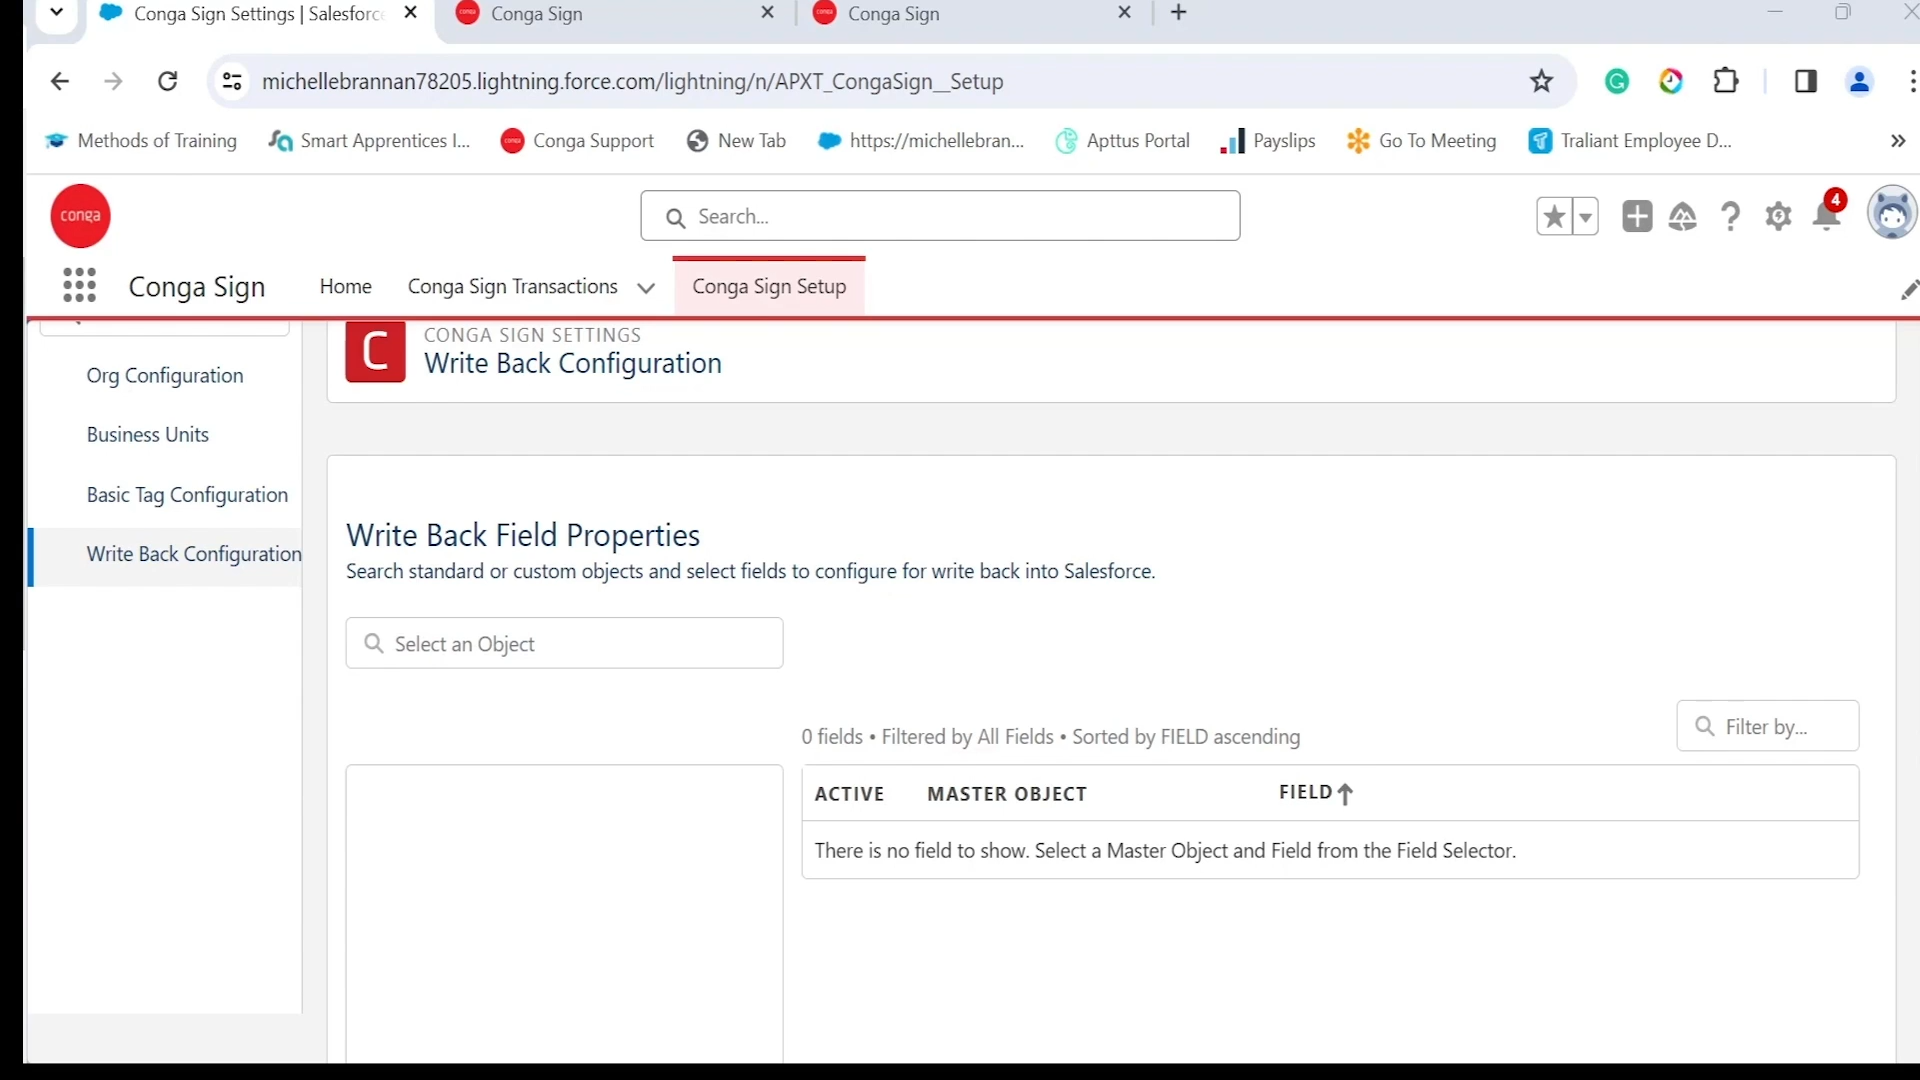 Conga Sign Settings | Salesforc
Conga Sign
Conga Sign
michellebrannan78205.lightning.force.com/lightning/n/APXT_CongaSign__Setup
Methods of Training
Smart Apprentices I...
Conga Support
New Tab
https://michellebran...
Apttus Portal
Payslips
Go To Meeting
Traliant Employee D...
conga
Search...
4
Conga Sign
Home
Conga Sign Transactions
Conga Sign Setup
C
CONGA SIGN SETTINGS
Write Back Configuration
Org Configuration
Business Units
Basic Tag Configuration
Write Back Configuration
Write Back Field Properties
Search standard or custom objects and select fields to configure for write back into Salesforce.
Select an Object
0 fields • Filtered by All Fields • Sorted by FIELD ascending
Filter by...
ACTIVE
MASTER OBJECT
FIELD
There is no field to show. Select a Master Object and Field from the Field Selector.